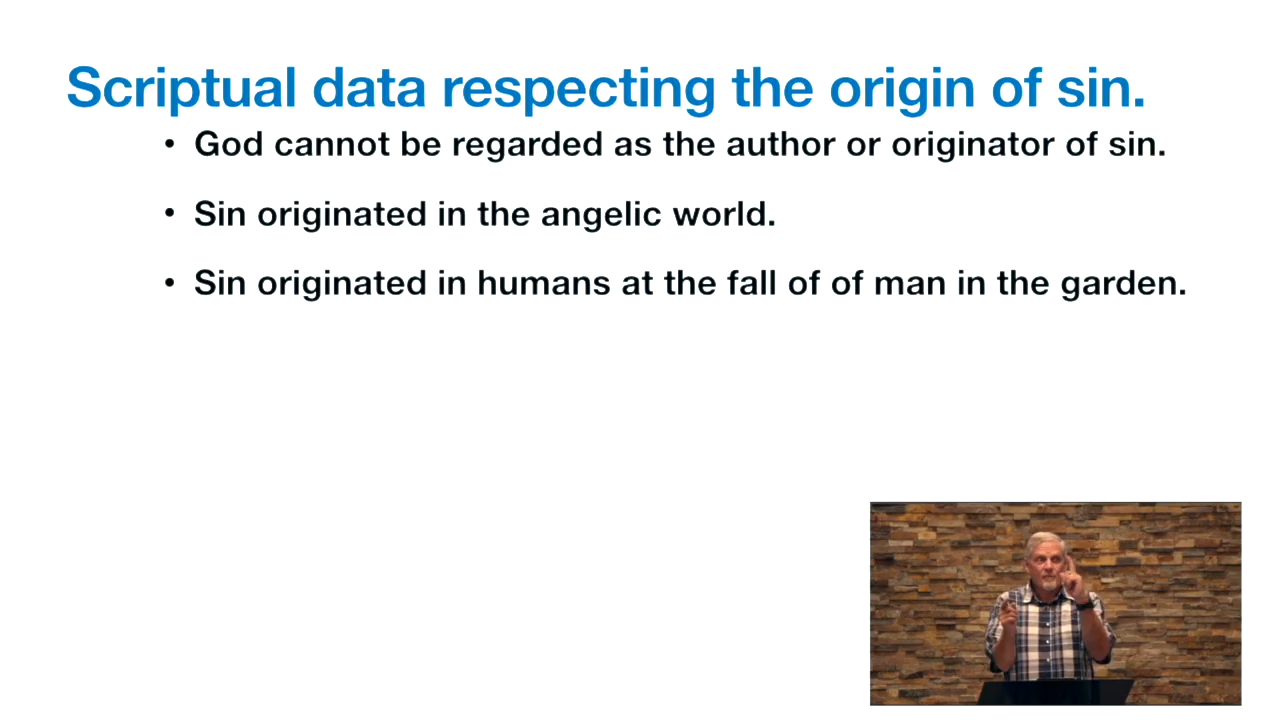 Scriptual data respecting the origin of sin.
• God cannot be regarded as the author or originator of sin.
• Sin originated in the angelic world.
• Sin originated in humans at the fall of of man in the garden.